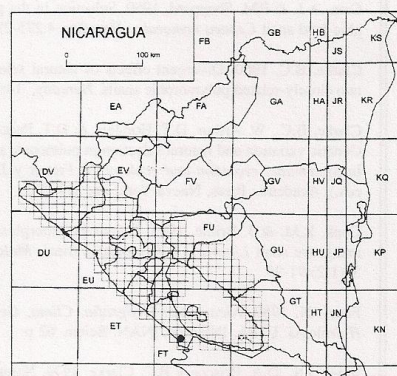 NICARAGUA
0 100 km
FB GB HB JS KS
EA FA GA HA JR KR
DV EV FV GV HV JQ KQ
DU EU FU GU HU JP KP
ET FT GT HT JN KN